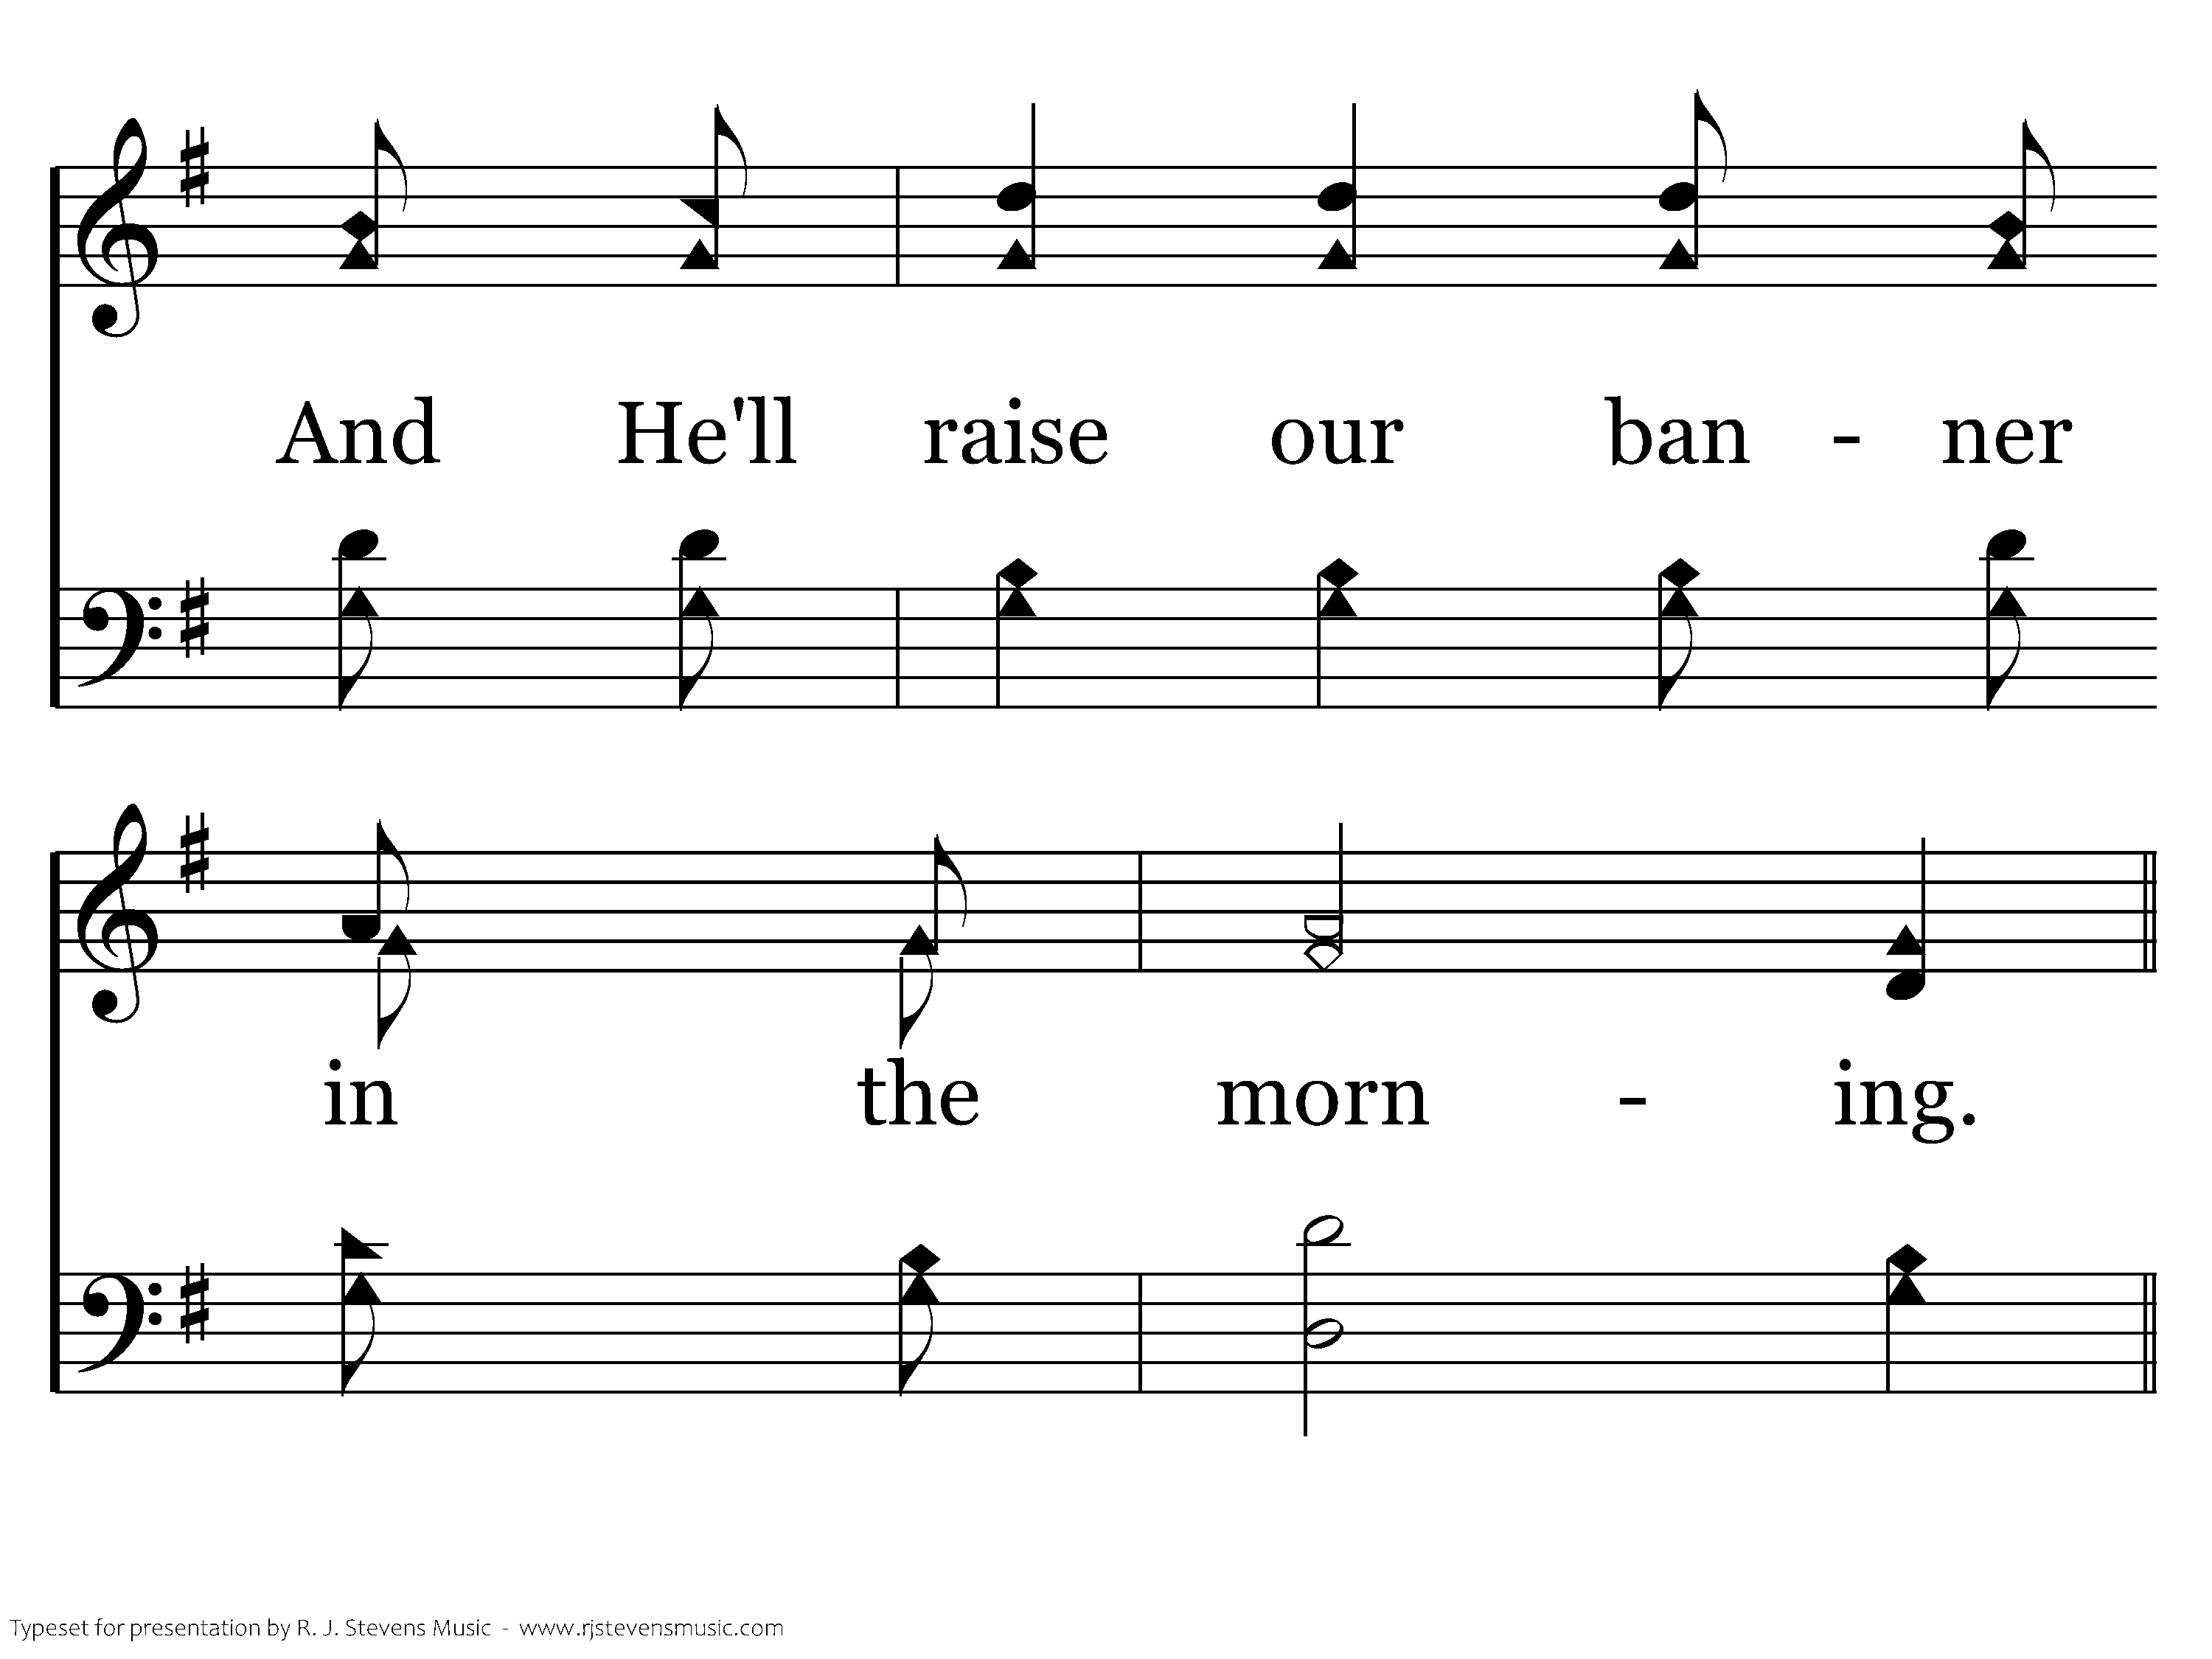 And He'll raise our ban - ner
in the morn - ing.
Typeset for presentation by R. J. Stevens Music - www.rjstevensmusic.com